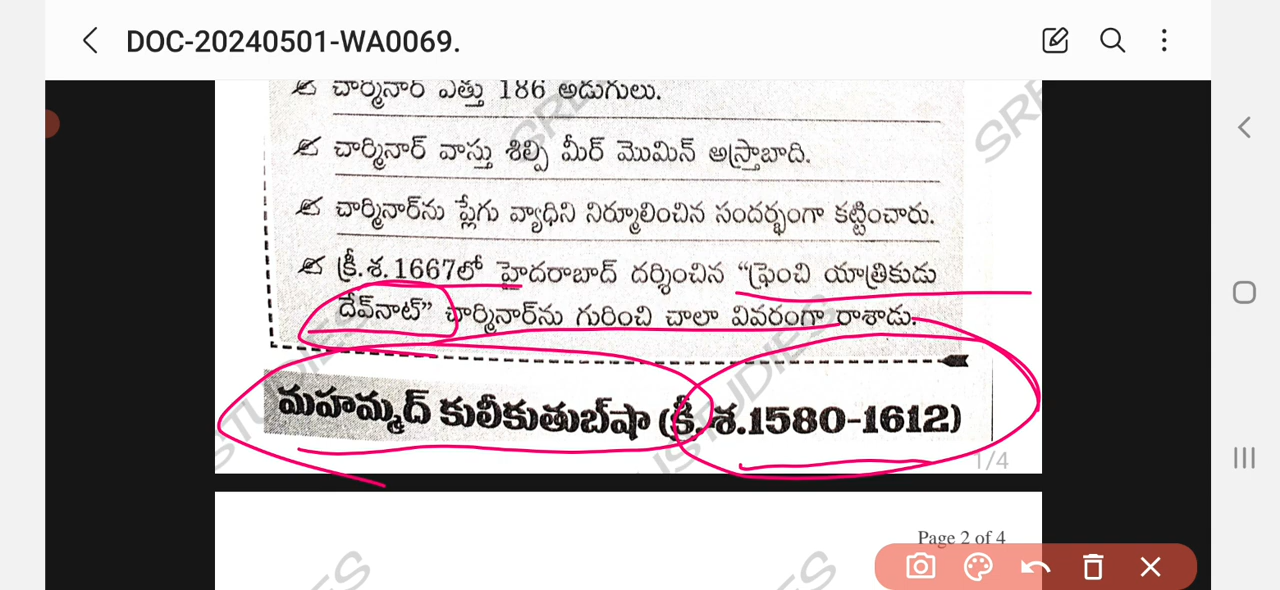 DOC-20240501-WA0069.
చార్మినార్ ఎత్తు 186 అడుగులు.
చార్మినార్ వాస్తు శిల్పి మీర్ మొమిన్ అస్త్రాబాది.
చార్మినార్‌ను ప్లేగు వ్యాధిని నిర్మూలించిన సందర్భంగా కట్టించారు.
క్రీ.శ.1667లో హైదరాబాద్ దర్శించిన “ఫ్రెంచి యాత్రికుడు
దేవ్‌నాట్” చార్మినార్‌ను గురించి చాలా వివరంగా రాశాడు.
మహమ్మద్ కులీకుతుబ్‌షా (క్రీ.శ.1580-1612)
1/4
Page 2 of 4